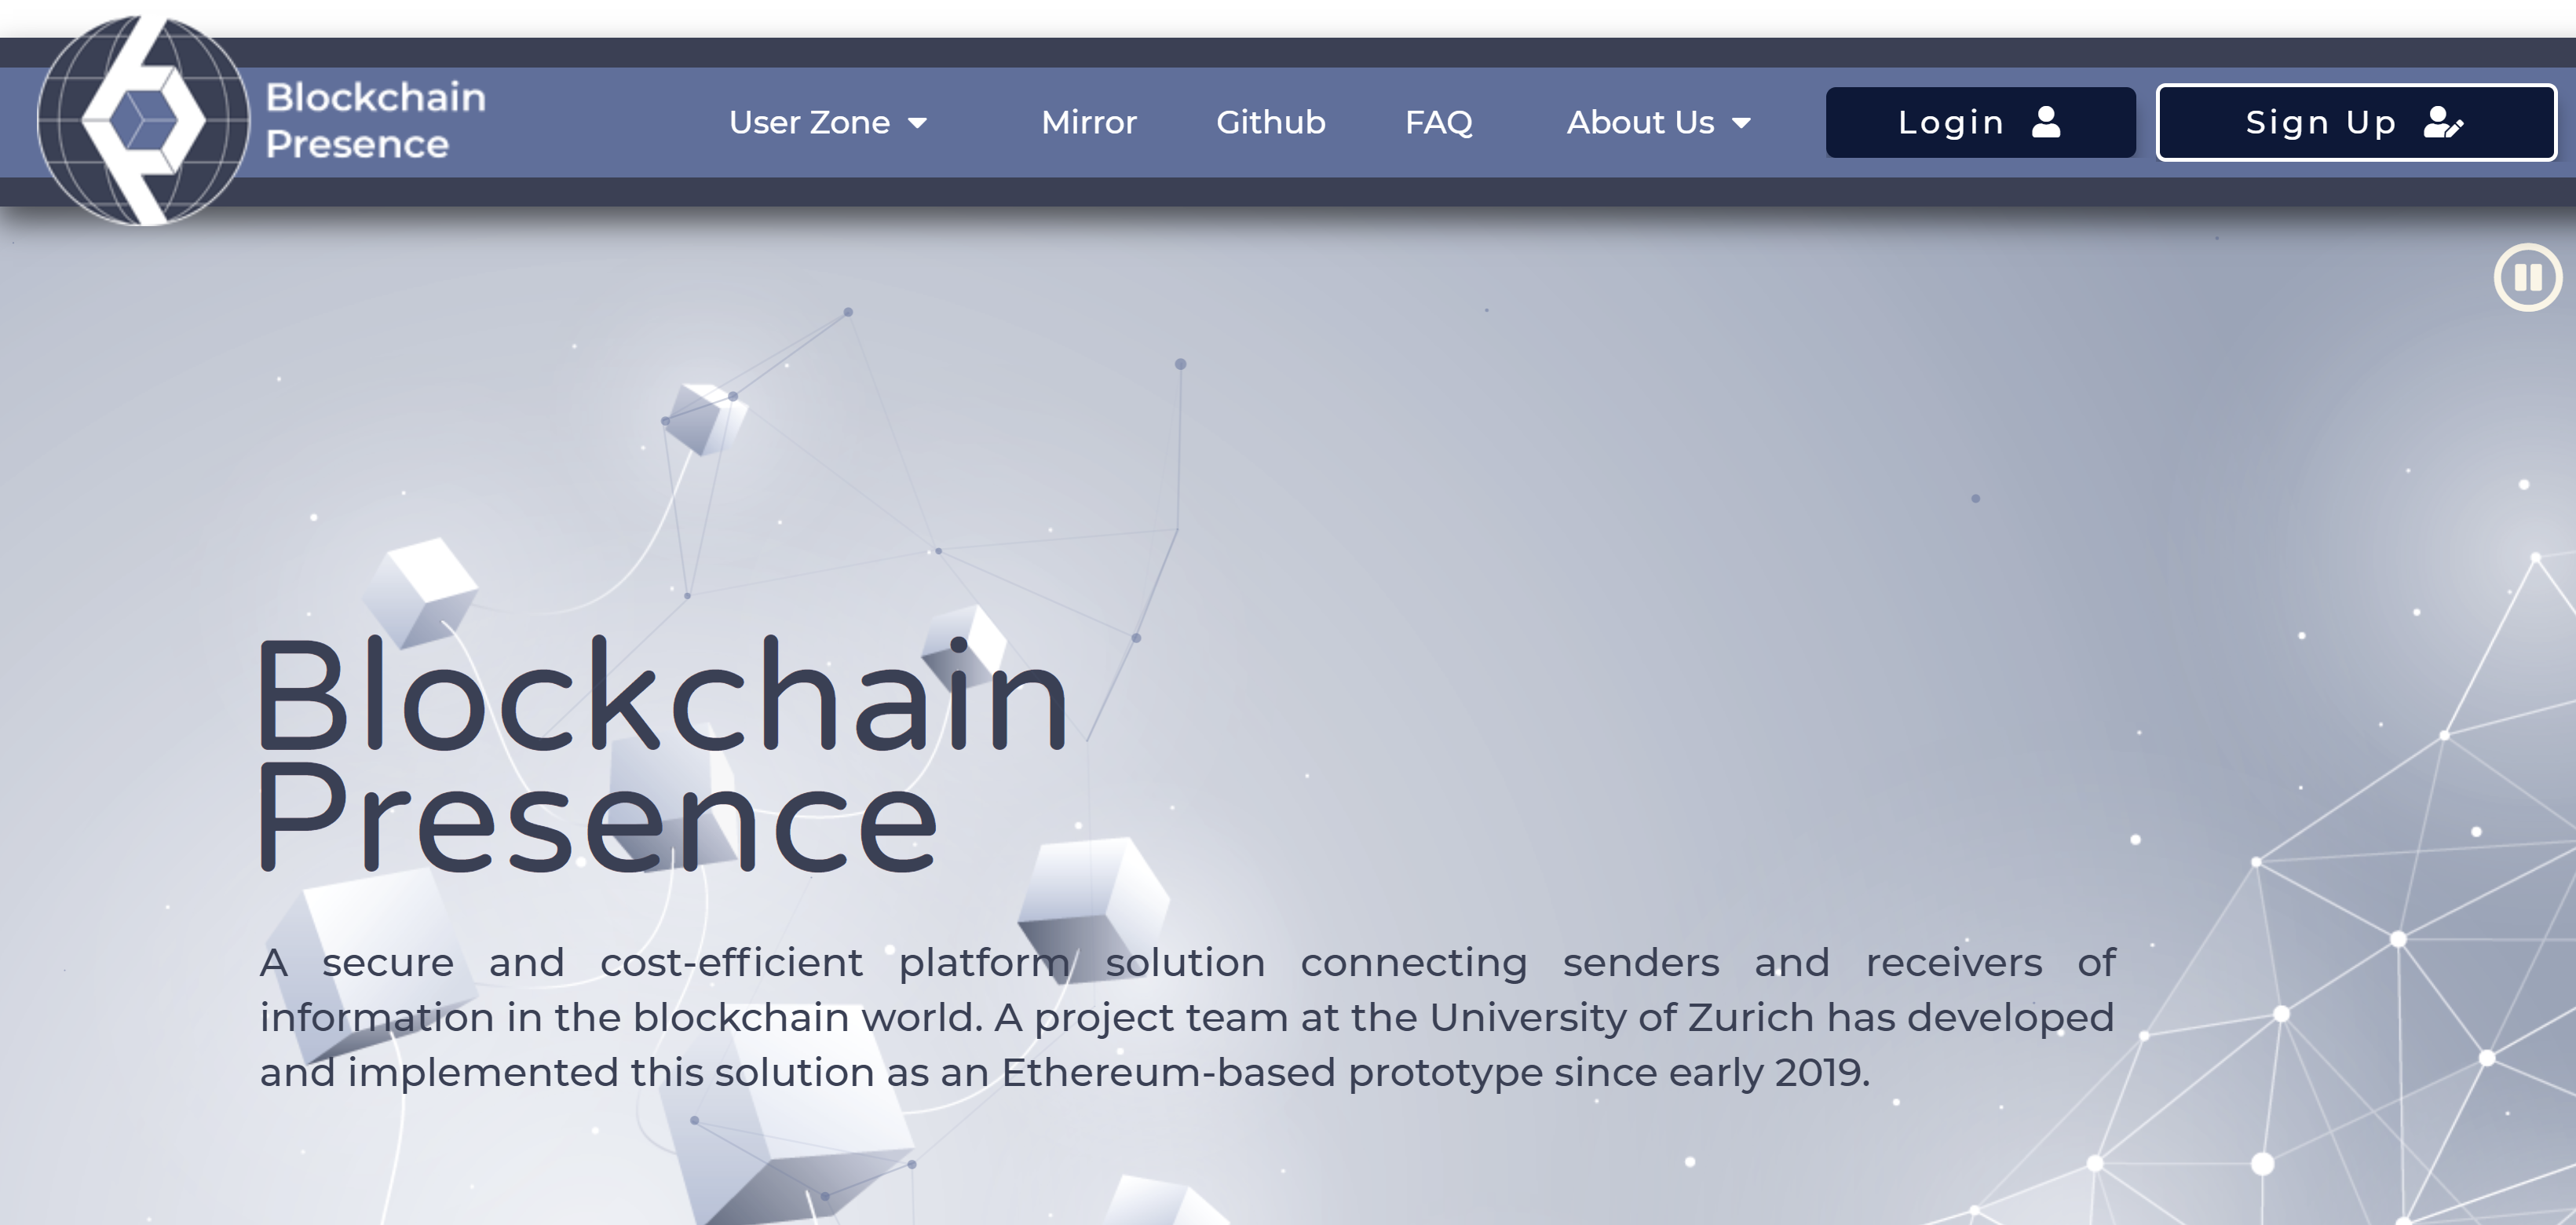 Blockchain
Presence
User Zone Mirror Github FAQ About Us Login Sign Up
Blockchain
Presence
A secure and cost-efficient platform solution connecting senders and receivers of
information in the blockchain world. A project team at the University of Zurich has developed
and implemented this solution as an Ethereum-based prototype since early 2019.